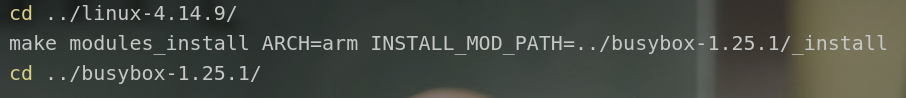 cd ../linux-4.14.9/
make modules_install ARCH=arm INSTALL_MOD_PATH=../busybox-1.25.1/_install
cd ../busybox-1.25.1/